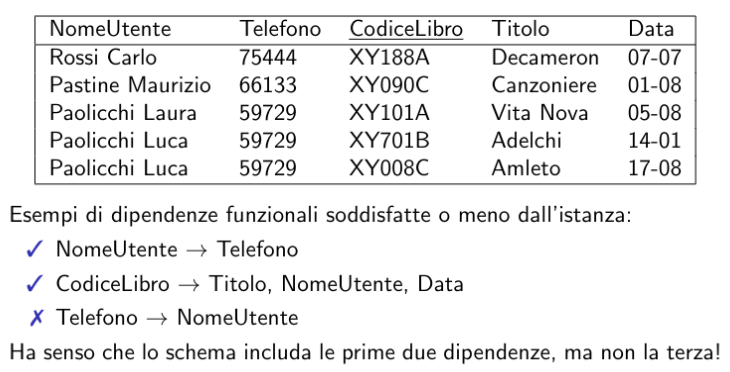 NomeUtente Telefono CodiceLibro Titolo Data
Rossi Carlo 75444 XY188A Decameron 07-07
Pastine Maurizio 66133 XY090C Canzoniere 01-08
Paolicchi Laura 59729 XY101A Vita Nova 05-08
Paolicchi Luca 59729 XY701B Adelchi 14-01
Paolicchi Luca 59729 XY008C Amleto 17-08
Esempi di dipendenze funzionali soddisfatte o meno dall'istanza:
✓ NomeUtente → Telefono
✓ CodiceLibro → Titolo, NomeUtente, Data
✗ Telefono → NomeUtente
Ha senso che lo schema includa le prime due dipendenze, ma non la terza!